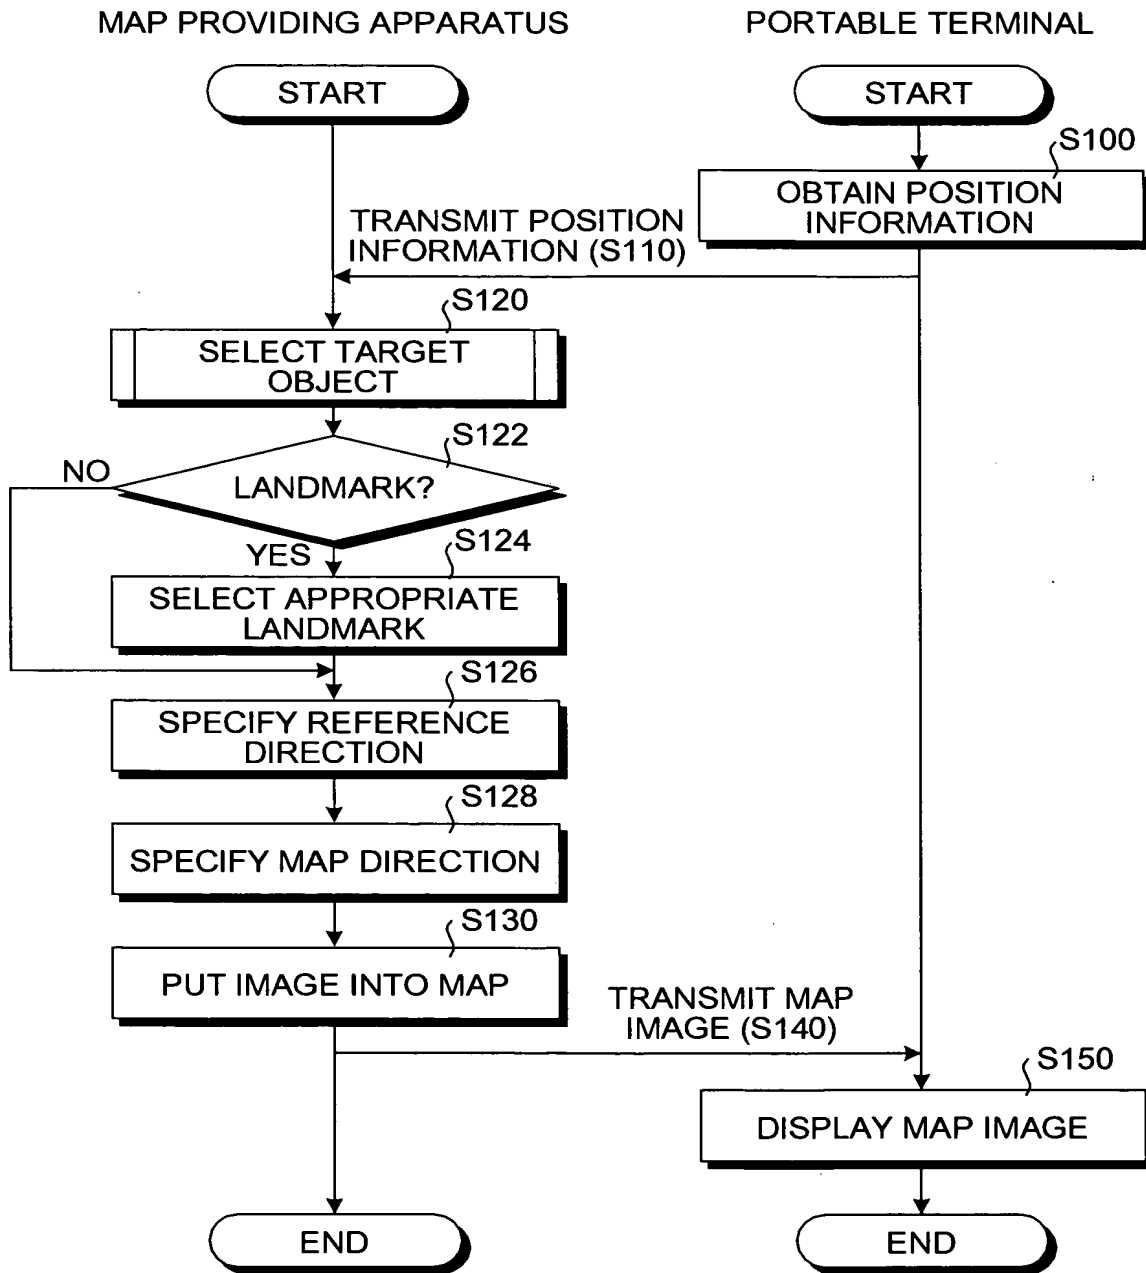 MAP PROVIDING APPARATUS
PORTABLE TERMINAL
START
START
S100
OBTAIN POSITION
INFORMATION
TRANSMIT POSITION
INFORMATION (S110)
S120
SELECT TARGET
OBJECT
S122
NO
LANDMARK?
YES
S124
SELECT APPROPRIATE
LANDMARK
S126
SPECIFY REFERENCE
DIRECTION
S128
SPECIFY MAP DIRECTION
S130
PUT IMAGE INTO MAP
TRANSMIT MAP
IMAGE (S140)
S150
DISPLAY MAP IMAGE
END
END